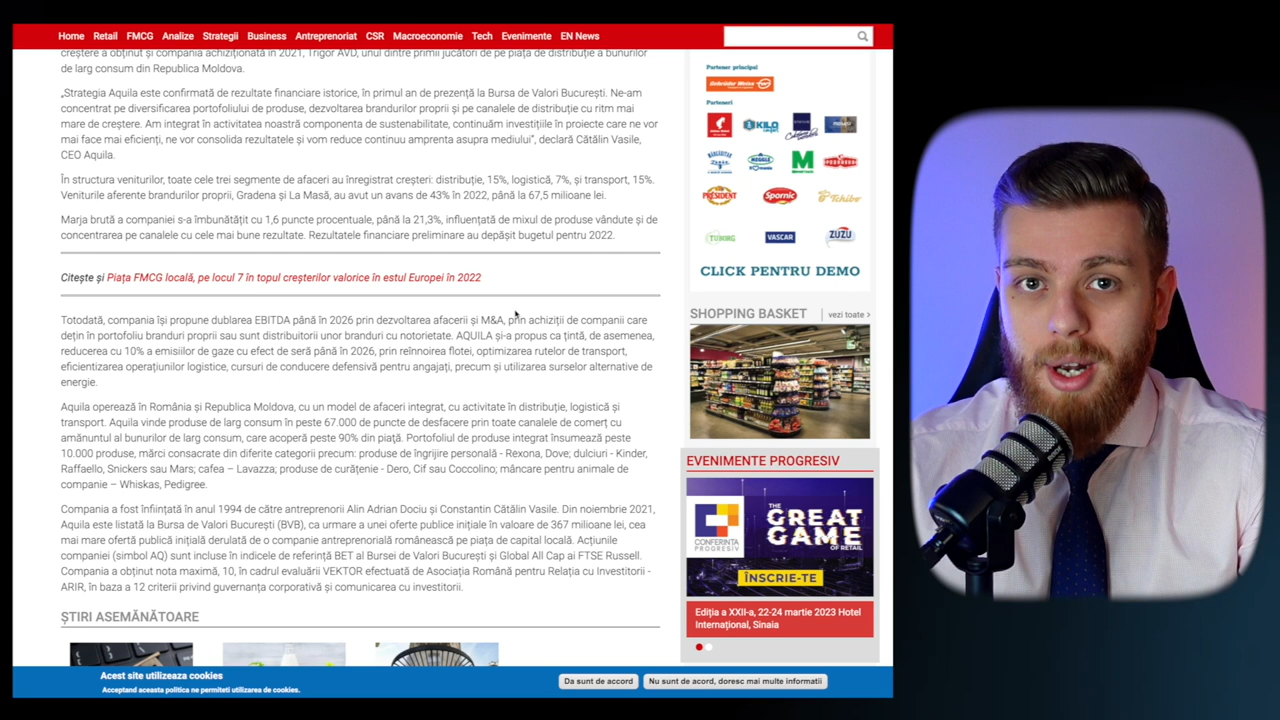 Home Retail FMCG Analize Strategii Business Antreprenoriat CSR Macroeconomie Tech Evenimente EN News
creștere a obținut și compania achiziționată în 2021, Trigor AVD, unul dintre primii jucători de pe piața de distribuție a bunurilor
de larg consum din Republica Moldova.
„Strategia Aquila este confirmată de rezultate financiare istorice, în primul an de prezență la Bursa de Valori București. Ne-am
concentrat pe diversificarea portofoliului de produse, dezvoltarea brandurilor proprii și pe canalele de distribuție cu ritm mai
mare de creștere. Am integrat în activitatea noastră componenta de sustenabilitate, continuăm investițiile în proiecte care ne vor
mai face mai eficienți, ne vor consolida rezultatele și vom reduce continuu amprenta asupra mediului”, declară Cătălin Vasile,
CEO Aquila.
In structura veniturilor, toate cele trei segmente de afaceri au înregistrat creșteri: distribuție, 15%, logistică, 7%, și transport, 15%.
Veniturile aferente brandurilor proprii, Gradena și La Masă, au avut un avans de 43% în 2022, până la 67,5 milioane lei.
Marja brută a companiei s-a îmbunătățit cu 1,6 puncte procentuale, până la 21,3%, influențată de mixul de produse vândute și de
concentrarea pe canalele cu cele mai bune rezultate. Rezultatele financiare preliminare au depășit bugetul pentru 2022.
Citește și Piața FMCG locală, pe locul 7 în topul creșterilor valorice în estul Europei în 2022
Totodată, compania își propune dublarea EBITDA până în 2026 prin dezvoltarea afacerii și M&A, prin achiziții de companii care
dețin în portofoliu branduri proprii sau sunt distribuitorii unor branduri cu notorietate. AQUILA și-a propus ca țintă, de asemenea,
reducerea cu 10% a emisiilor de gaze cu efect de seră până în 2026, prin reînnoirea flotei, optimizarea rutelor de transport,
eficientizarea operațiunilor logistice, cursuri de conducere defensivă pentru angajați, precum și utilizarea surselor alternative de
energie.
Aquila operează în România și Republica Moldova, cu un model de afaceri integrat, cu activitate în distribuție, logistică și
transport. Aquila vinde produse de larg consum în peste 67.000 de puncte de desfacere prin toate canalele de comerț cu
amănuntul al bunurilor de larg consum, care acoperă peste 90% din piață. Portofoliul de produse integrat însumează peste
10.000 produse, mărci consacrate din diferite categorii precum: produse de îngrijire personală - Rexona, Dove; dulciuri - Kinder,
Raffaello, Snickers sau Mars; cafea – Lavazza; produse de curățenie - Dero, Cif sau Coccolino; mâncare pentru animale de
companie – Whiskas, Pedigree.
Compania a fost înființată în anul 1994 de către antreprenorii Alin Adrian Dociu și Constantin Cătălin Vasile. Din noiembrie 2021,
Aquila este listată la Bursa de Valori București (BVB), ca urmare a unei oferte publice inițiale în valoare de 367 milioane lei, cea
mai mare ofertă publică inițială derulată de o companie antreprenorială românească pe piața de capital locală. Acțiunile
companiei (simbol AQ) sunt incluse în indicele de referință BET al Bursei de Valori București și Global All Cap ai FTSE Russell.
Compania a obținut nota maximă, 10, în cadrul evaluării VEKTOR efectuată de Asociația Română pentru Relația cu Investitorii -
ARIR, în baza a 12 criterii privind guvernanța corporativă și comunicarea cu investitorii.
ȘTIRI ASEMĂNĂTOARE
Partener principal
Gebrüder Weiss
Parteneri
KILO
MEGGLE
M
PRÉSIDENT Spornic Tchibo
TUBORG VASCAR ZUZU
CLICK PENTRU DEMO
SHOPPING BASKET vezi toate >
EVENIMENTE PROGRESIV
CONFERINȚA
PROGRESIV
THE
GREAT
GAME
OF RETAIL
ÎNSCRIE-TE
Ediția a XXII-a, 22-24 martie 2023 Hotel
Internațional, Sinaia
Acest site utilizeaza cookies
Acceptand aceasta politica ne permiteti utilizarea de cookies.
Da sunt de accord
Nu sunt de acord, doresc mai multe informatii